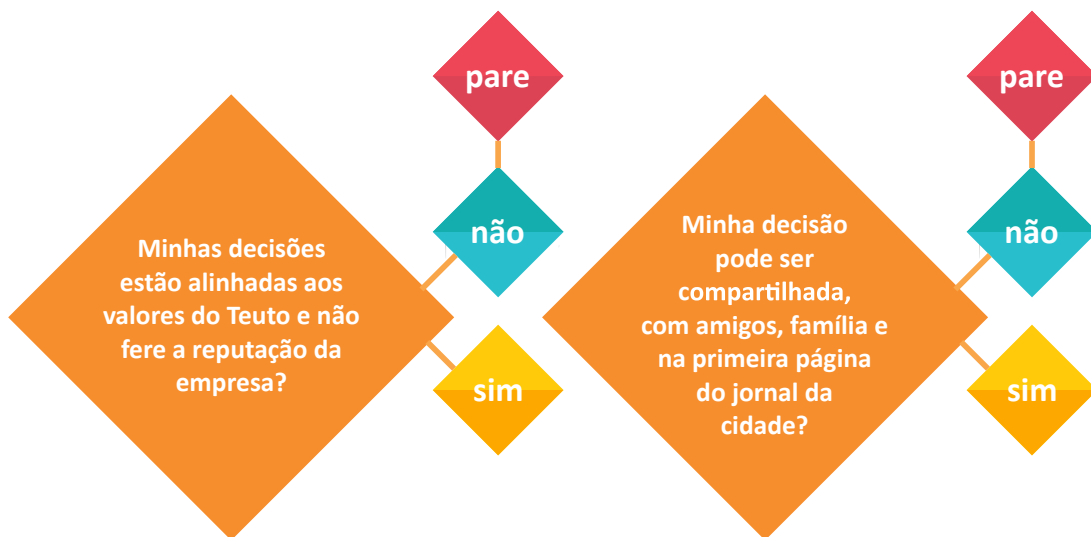 pare
não
sim
Minhas decisões
estão alinhadas aos
valores do Teuto e não
fere a reputação da
empresa?
pare
não
sim
Minha decisão
pode ser
compartilhada,
com amigos, família e
na primeira página
do jornal da
cidade?